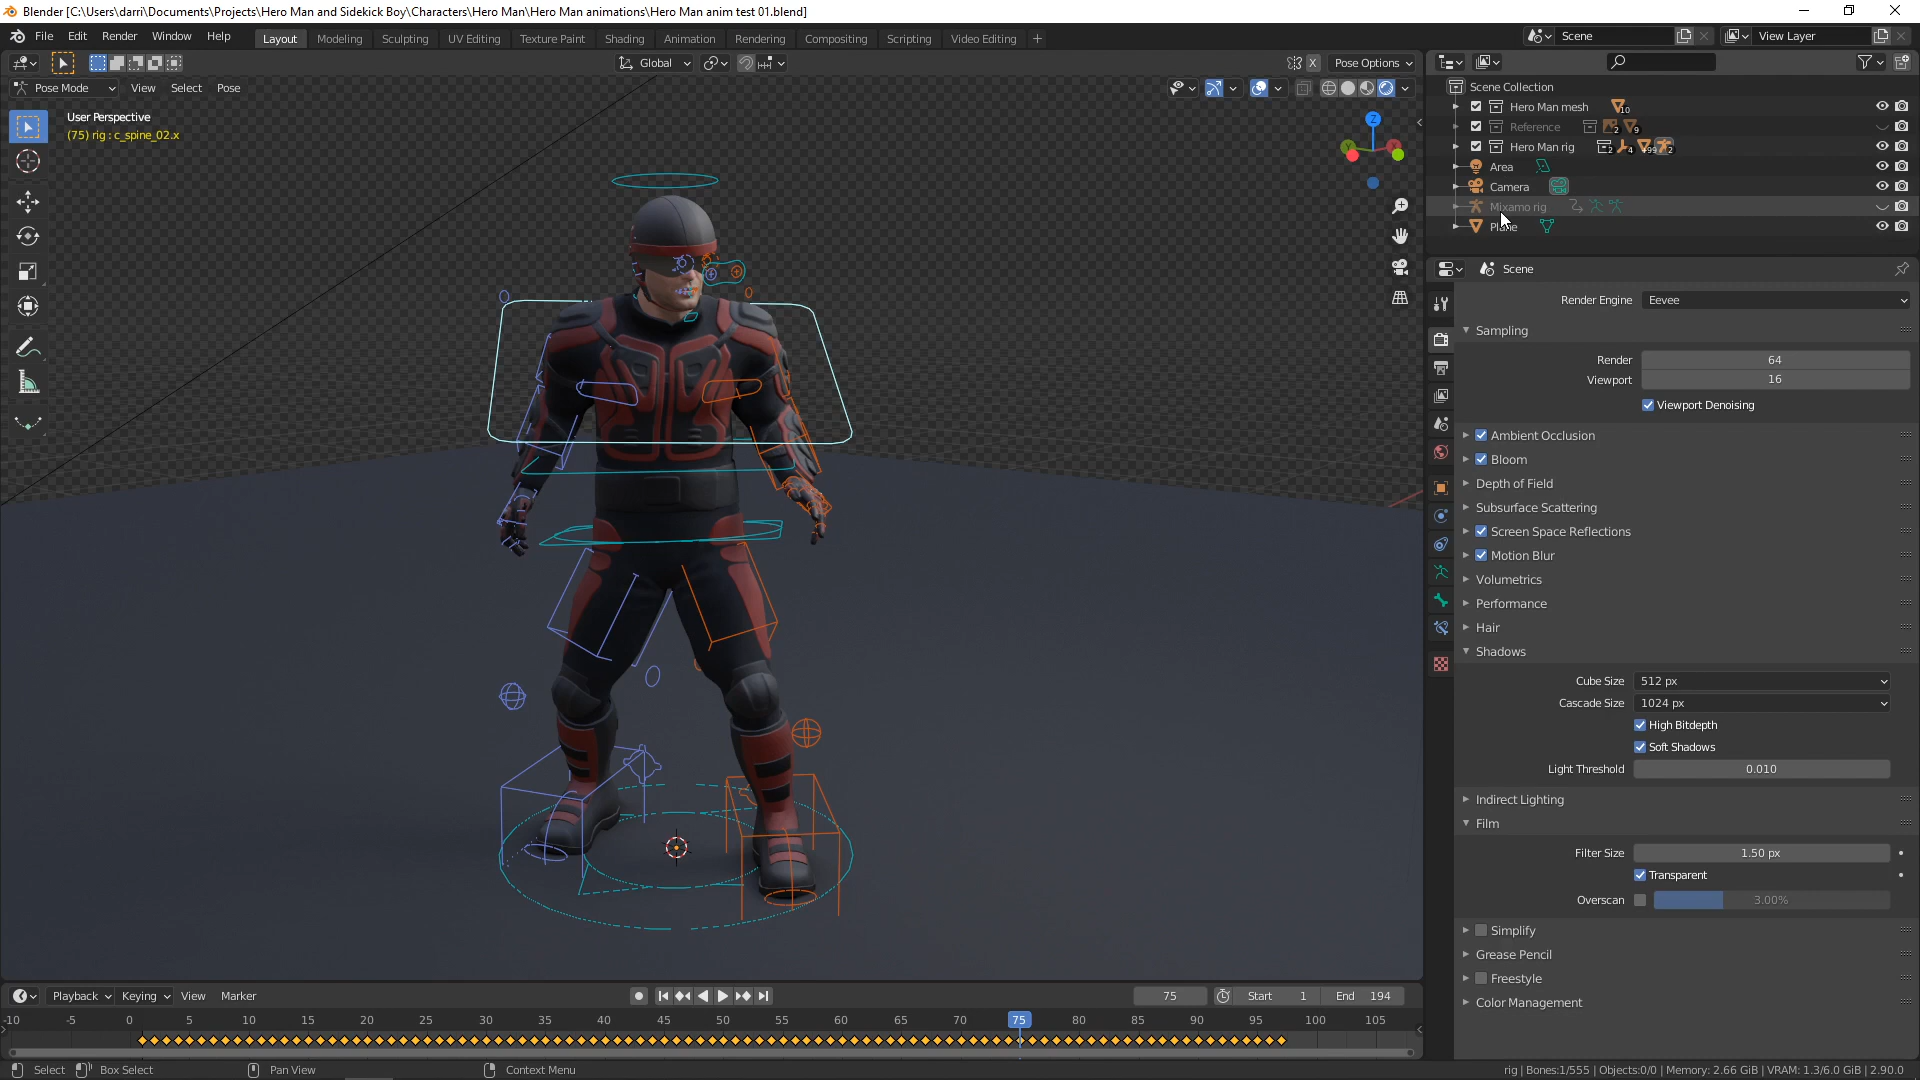 Blender [C:\Users\darri\Documents\Projects\Hero Man and Sidekick Boy\Characters\Hero Man\Hero Man animations\Hero Man anim test 01.blend]
File Edit Render Window Help Layout Modeling Sculpting UV Editing Texture Paint Shading Animation Rendering Compositing Scripting Video Editing + Scene View Layer
Global Pose Options
Pose Mode View Select Pose
User Perspective
(75) rig : c_spine_02.x
Z
Scene Collection
Hero Man mesh 10
Reference 2 9
Hero Man rig 2 4 499 2
Area
Camera
Mixamo rig
Plane
Scene
Render Engine Eevee
Sampling
Render 64
Viewport 16
Viewport Denoising
Ambient Occlusion
Bloom
Depth of Field
Subsurface Scattering
Screen Space Reflections
Motion Blur
Volumetrics
Performance
Hair
Shadows
Cube Size 512 px
Cascade Size 1024 px
High Bitdepth
Soft Shadows
Light Threshold 0.010
Indirect Lighting
Film
Filter Size 1.50 px
Transparent
Overscan 3.00%
Simplify
Grease Pencil
Freestyle
Color Management
Playback Keying View Marker 75 Start 1 End 194
-10 -5 0 5 10 15 20 25 30 35 40 45 50 55 60 65 70 75 80 85 90 95 100 105
Select Box Select Pan View Context Menu rig | Bones:1/555 | Objects:0/0 | Memory: 2.66 GiB | VRAM: 1.3/6.0 GiB | 2.90.0